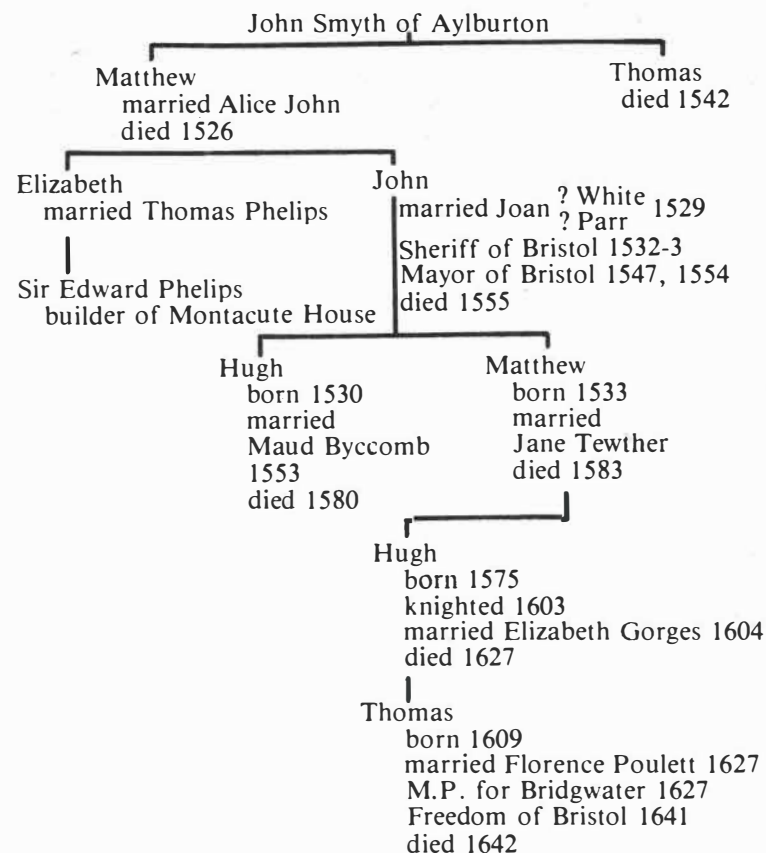 John Smyth of Aylburton
Matthew
married Alice John
died 1526
Thomas
died 1542
Elizabeth
married Thomas Phelips
Sir Edward Phelips
builder of Montacute House
John
married Joan ? White 1529
? Parr
Sheriff of Bristol 1532-3
Mayor of Bristol 1547, 1554
died 1555
Hugh
born 1530
married
Maud Byccomb
1553
died 1580
Matthew
born 1533
married
Jane Tewther
died 1583
Hugh
born 1575
knighted 1603
married Elizabeth Gorges 1604
died 1627
Thomas
born 1609
married Florence Poulett 1627
M.P. for Bridgwater 1627
Freedom of Bristol 1641
died 1642